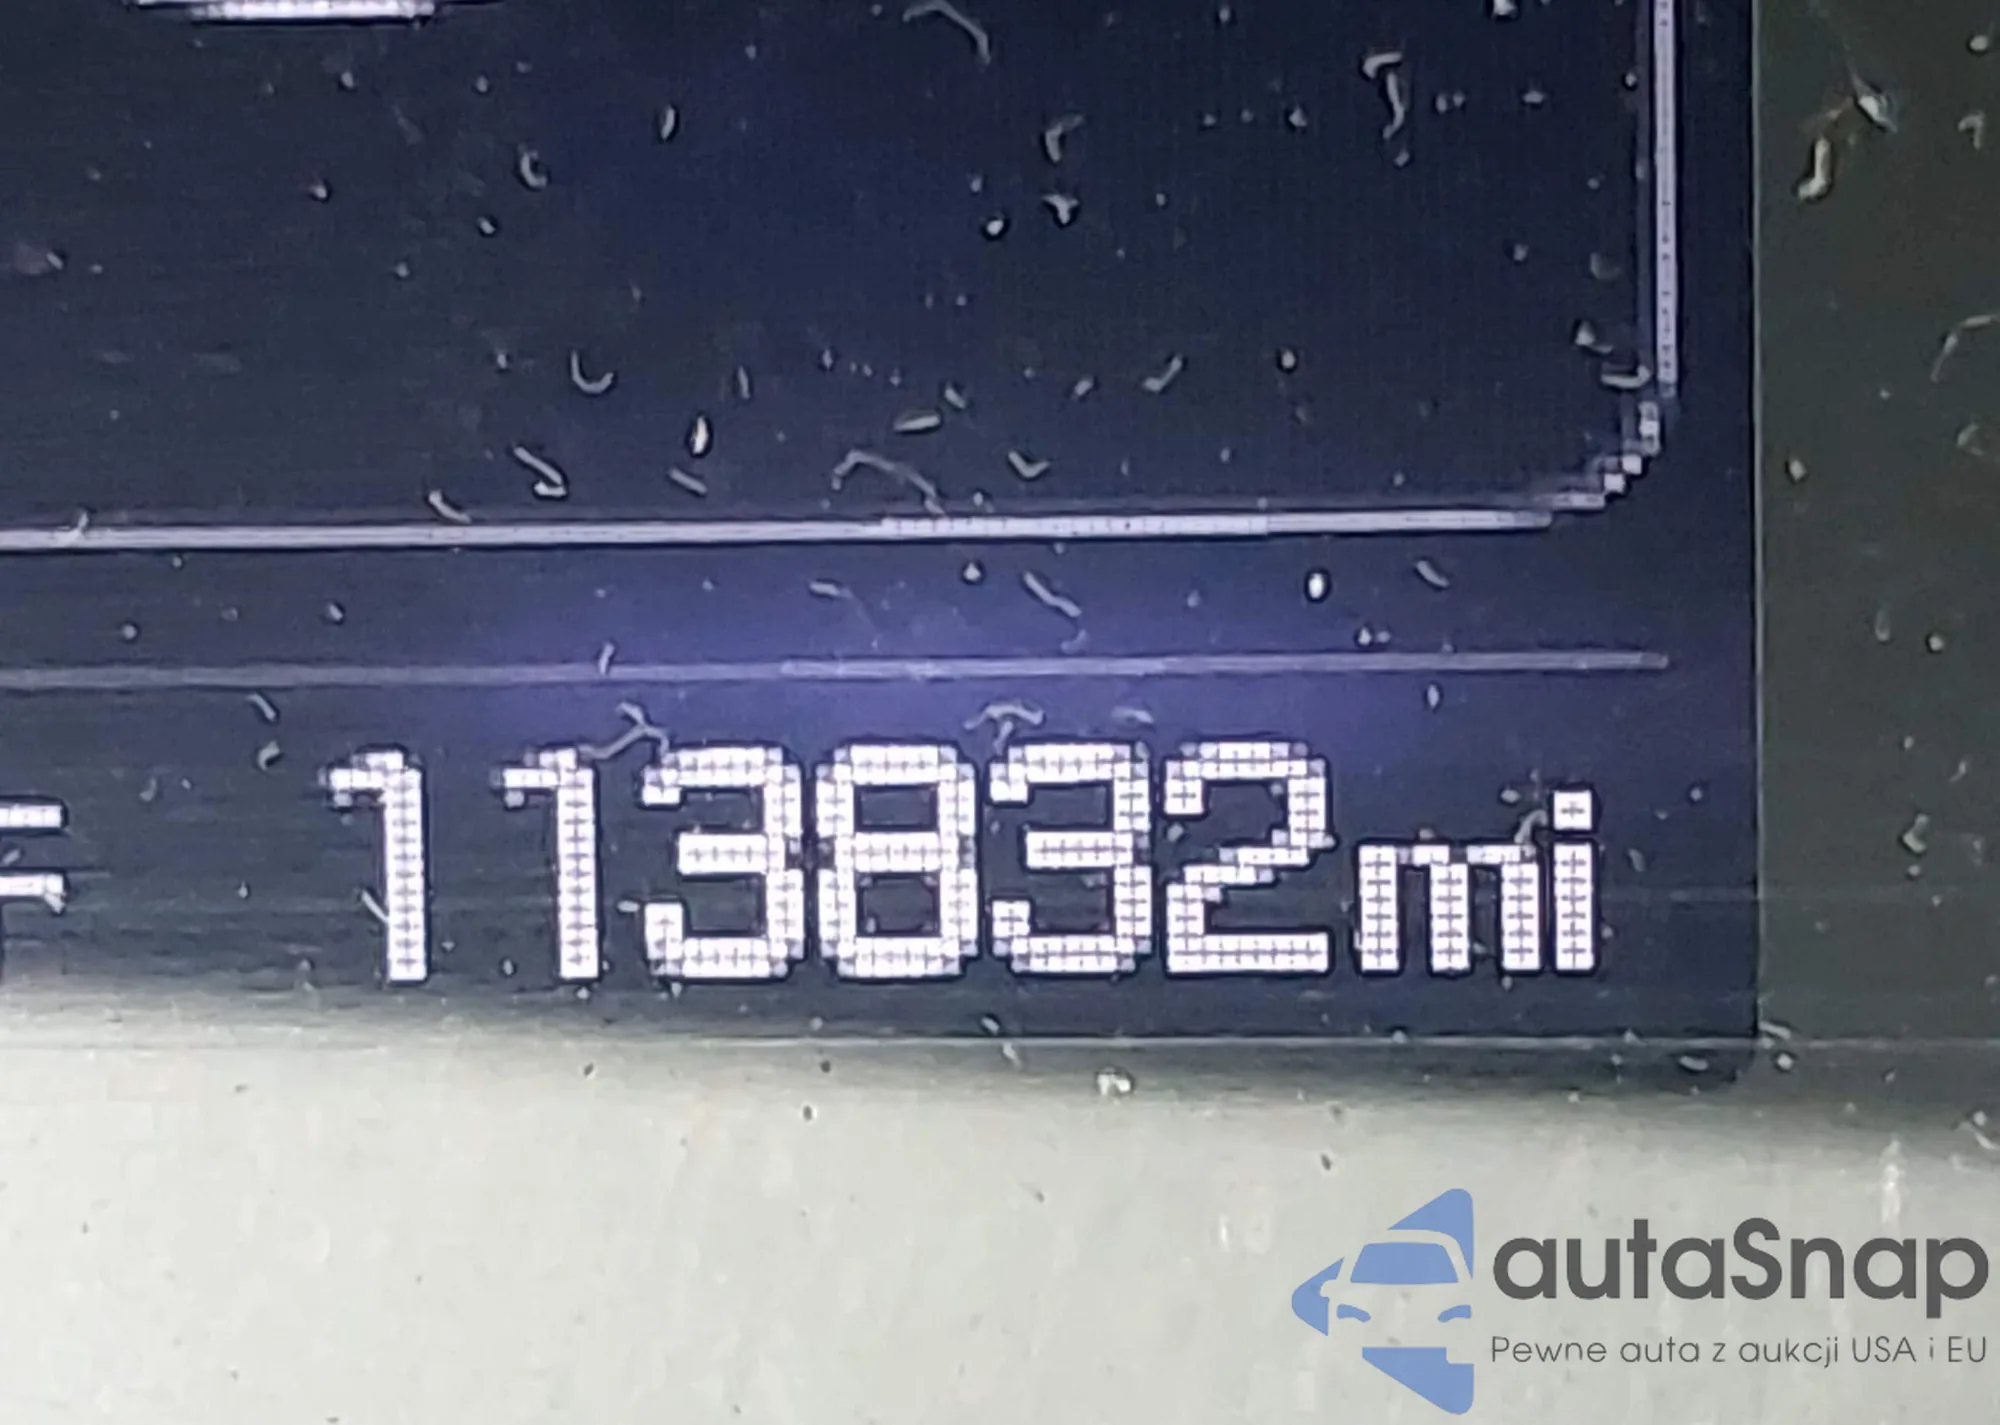 F 113832mi
autaSnap
Pewne auta z aukcji USA i EU